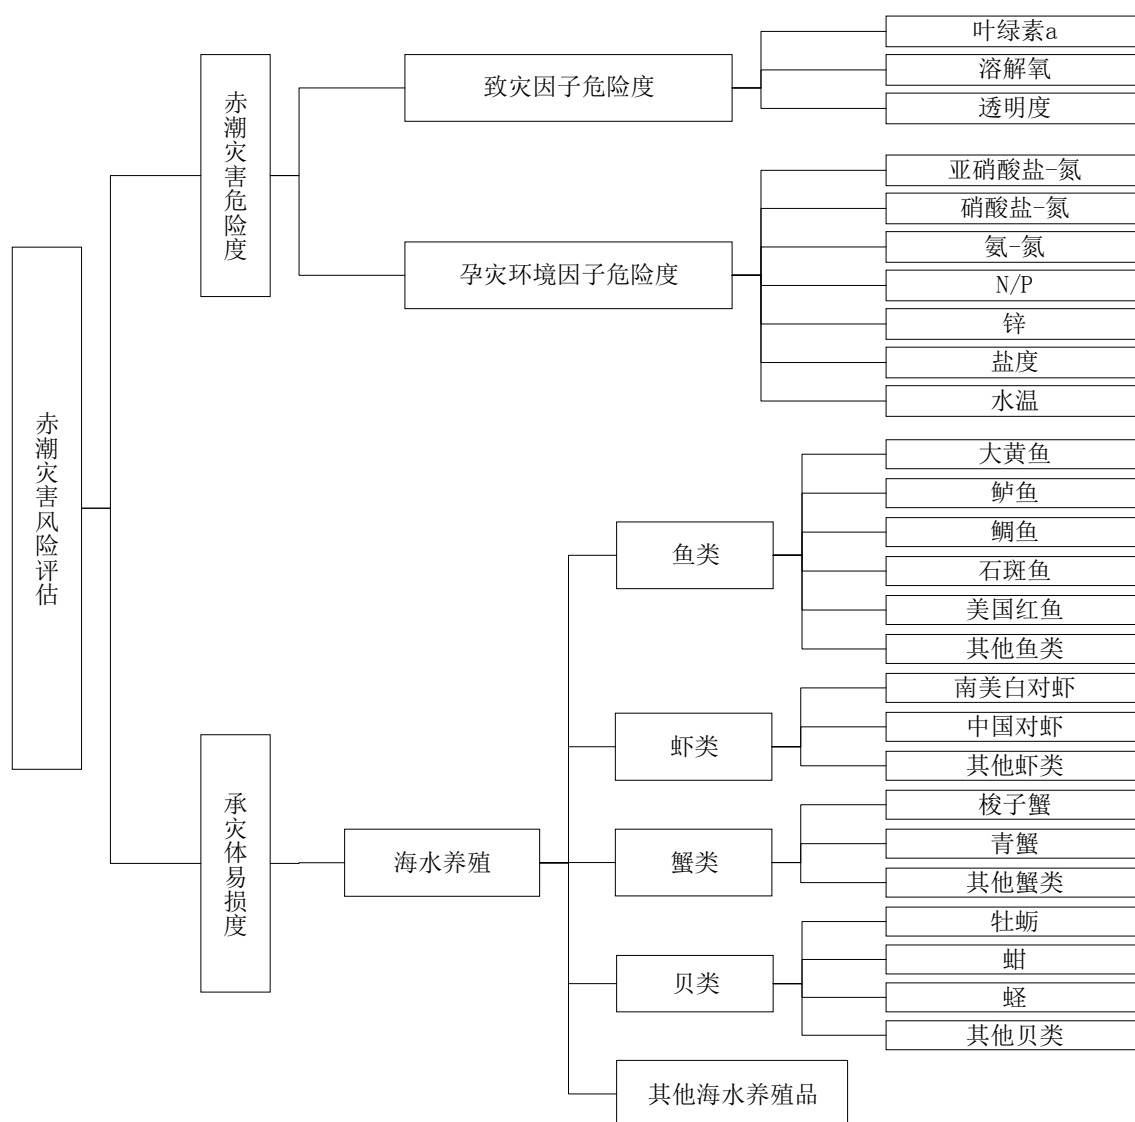 赤潮灾害风险评估
赤潮灾害危险度
致灾因子危险度
叶绿素a
溶解氧
透明度
孕灾环境因子危险度
亚硝酸盐-氮
硝酸盐-氮
氨-氮
N/P
锌
盐度
水温
承灾体易损度
海水养殖
鱼类
大黄鱼
鲈鱼
鲷鱼
石斑鱼
美国红鱼
其他鱼类
虾类
南美白对虾
中国对虾
其他虾类
蟹类
梭子蟹
青蟹
其他蟹类
贝类
牡蛎
蚶
蛏
其他贝类
其他海水养殖品